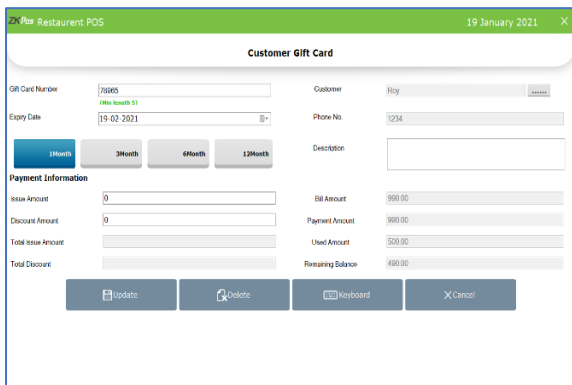 ZKPos Restaurent POS 19 January 2021 X
Customer Gift Card
Gift Card Number 78965 Customer Roy ......
(Min length 5)
Expiry Date 19-02-2021 Phone No. 1234
1Month 3Month 6Month 12Month Description
Payment Information
Issue Amount 0 Bill Amount 990.00
Discount Amount 0 Payment Amount 990.00
Total Issue Amount Used Amount 500.00
Total Discount Remaining Balance 490.00
Update Delete Keyboard Cancel